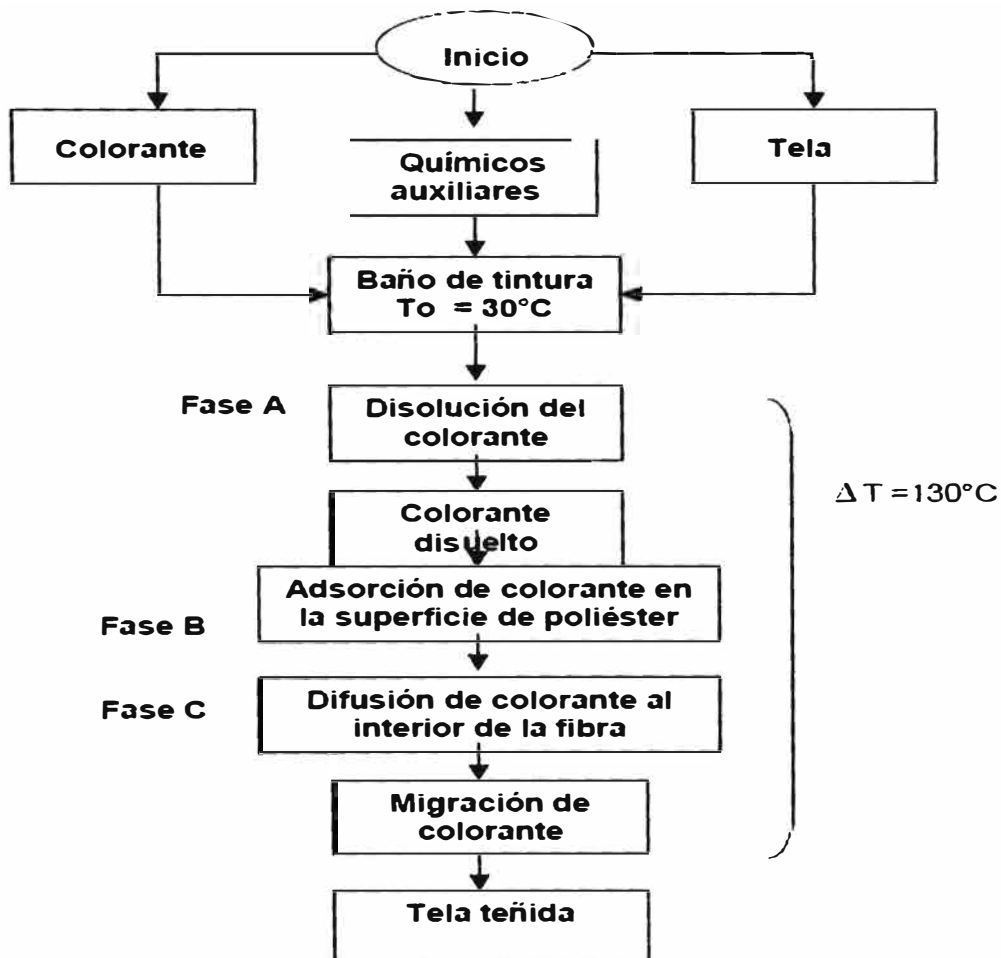 Inicio
Colorante
Químicos
auxiliares
Tela
Baño de tintura
To = 30°C
Fase A
Disolución del
colorante
Δ T =130°C
Colorante
disuelto
Adsorción de colorante en
la superficie de poliéster
Fase B
Fase C
Difusión de colorante al
interior de la fibra
Migración de
colorante
Tela teñida